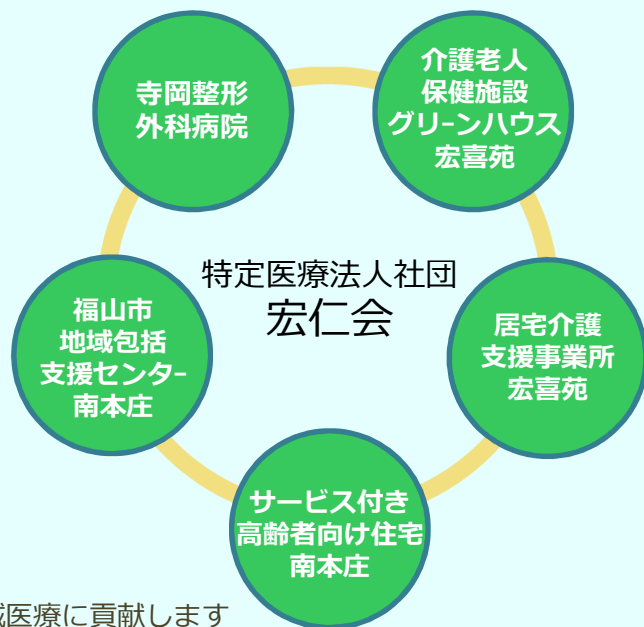 寺岡整形
外科病院
介護老人
保健施設
グリーンハウス
宏喜苑
特定医療法人社団
宏仁会
福山市
地域包括
支援センター
南本庄
居宅介護
支援事業所
宏喜苑
サービス付き
高齢者向け住宅
南本庄
域医療に貢献します